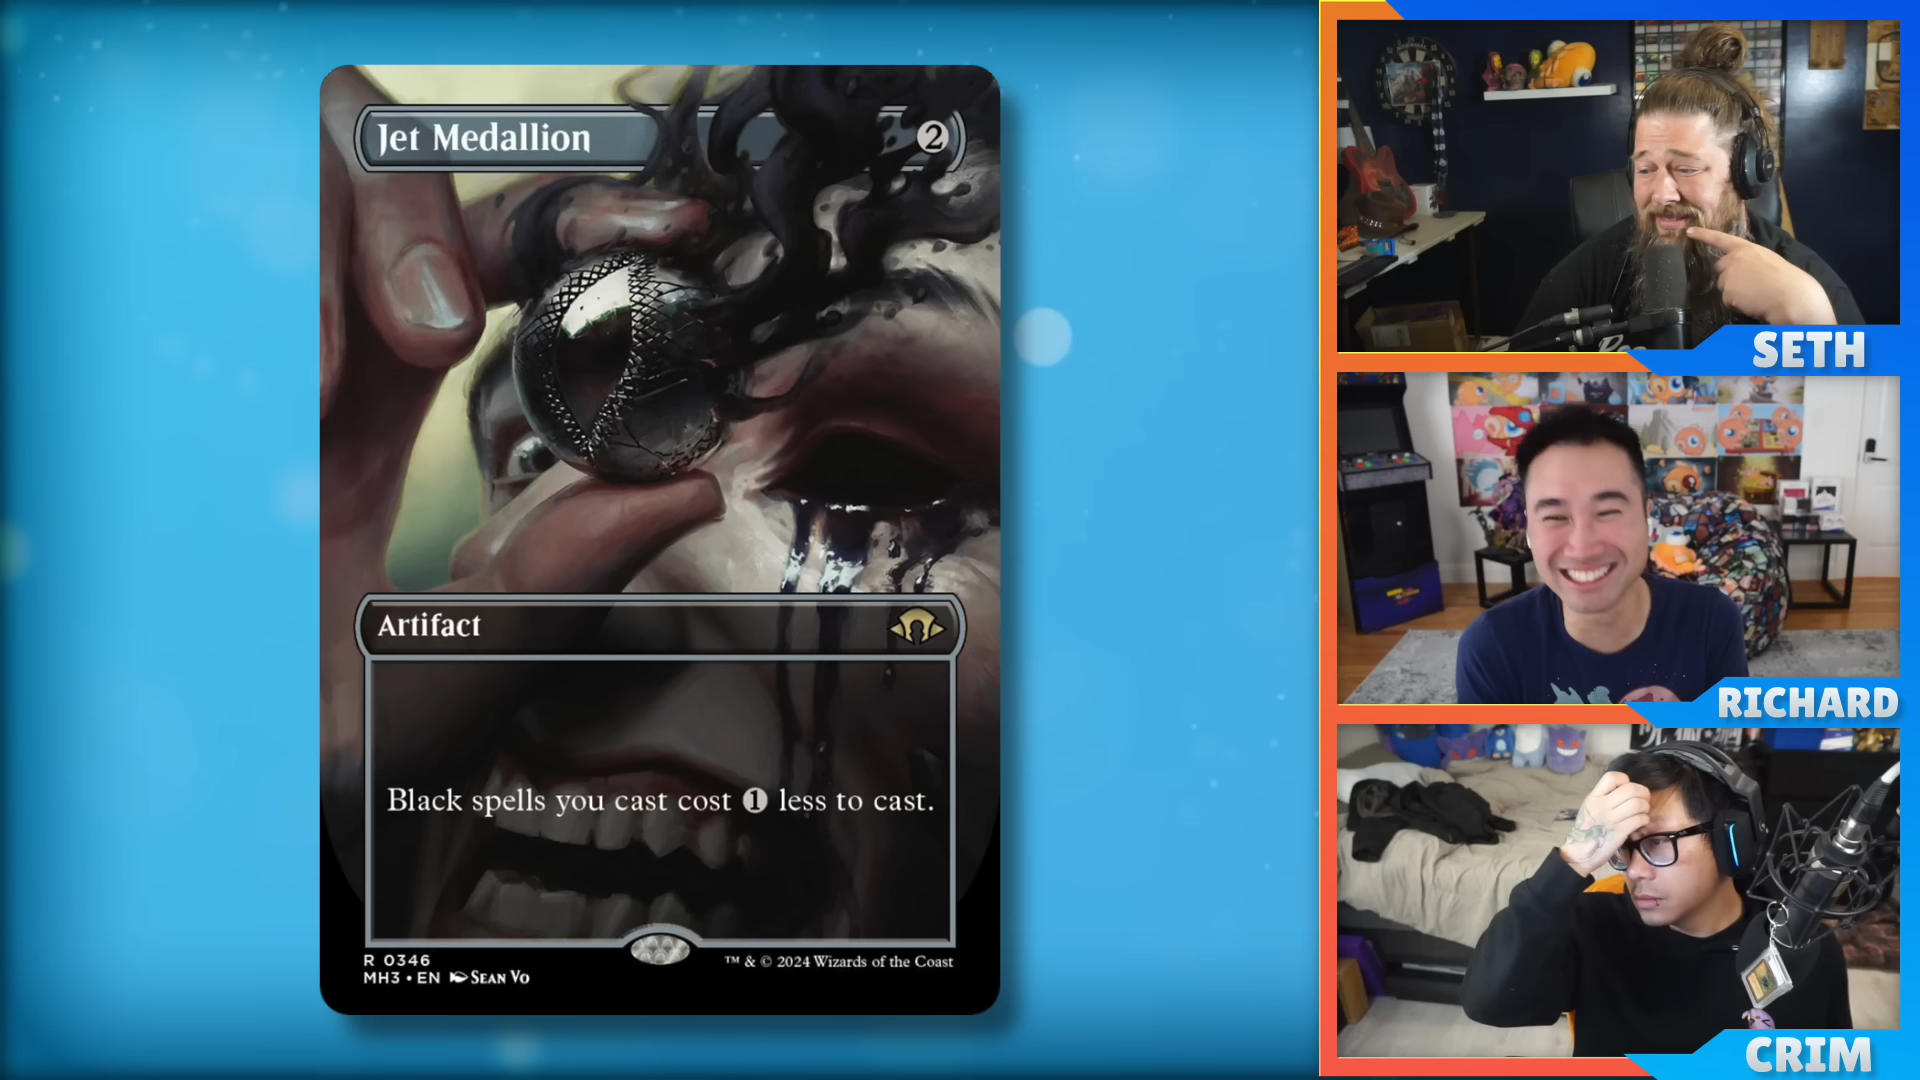 Jet Medallion 2
Artifact
Black spells you cast cost 1 less to cast.
R 0346
MH3 • EN Sean Vo
™ & © 2024 Wizards of the Coast
SETH
RICHARD
CRIM